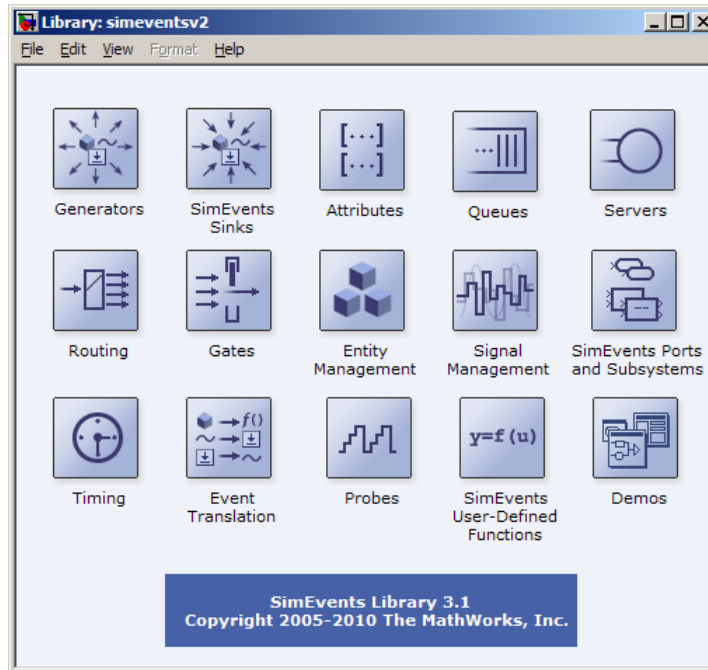 Library: simeventsv2
File Edit View Format Help
[···]
[···]
Generators
SimEvents
Sinks
Attributes
Queues
Servers
Routing
Gates
Entity
Management
Signal
Management
SimEvents Ports
and Subsystems
f()
y=f(u)
Timing
Event
Translation
Probes
SimEvents
User-Defined
Functions
Demos
SimEvents Library 3.1
Copyright 2005-2010 The MathWorks, Inc.